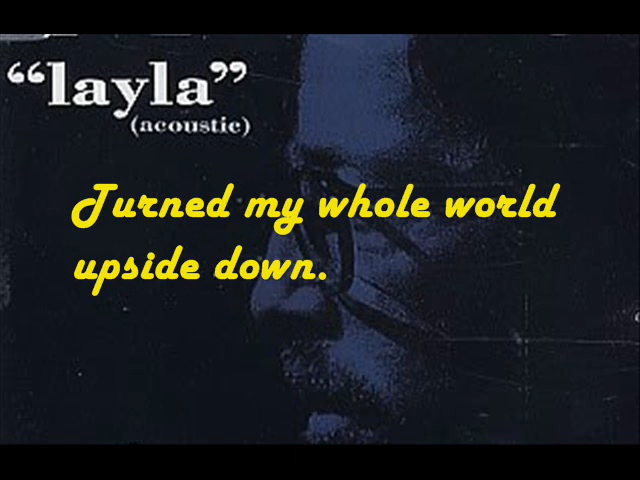 “layla”
(acoustic)
Turned my whole world
upside down.